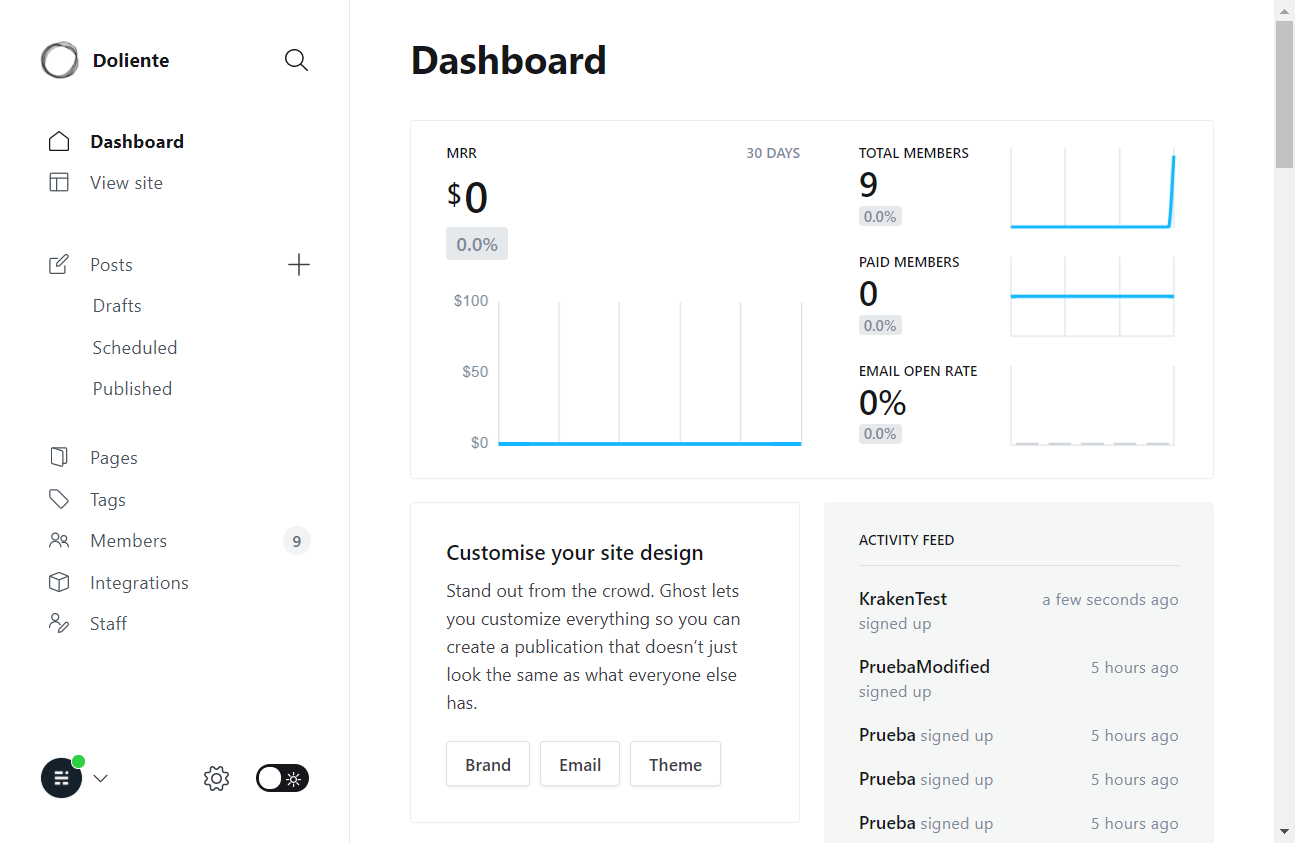 Doliente
Dashboard
View site
Posts
Drafts
Scheduled
Published
Pages
Tags
Members 9
Integrations
Staff
Dashboard
MRR 30 DAYS
$0
0.0%
$100
$50
$0
TOTAL MEMBERS
9
0.0%
PAID MEMBERS
0
0.0%
EMAIL OPEN RATE
0%
0.0%
Customise your site design
Stand out from the crowd. Ghost lets
you customize everything so you can
create a publication that doesn’t just
look the same as what everyone else
has.
Brand Email Theme
ACTIVITY FEED
KrakenTest a few seconds ago
signed up
PruebaModified 5 hours ago
signed up
Prueba signed up 5 hours ago
Prueba signed up 5 hours ago
Prueba signed up 5 hours ago